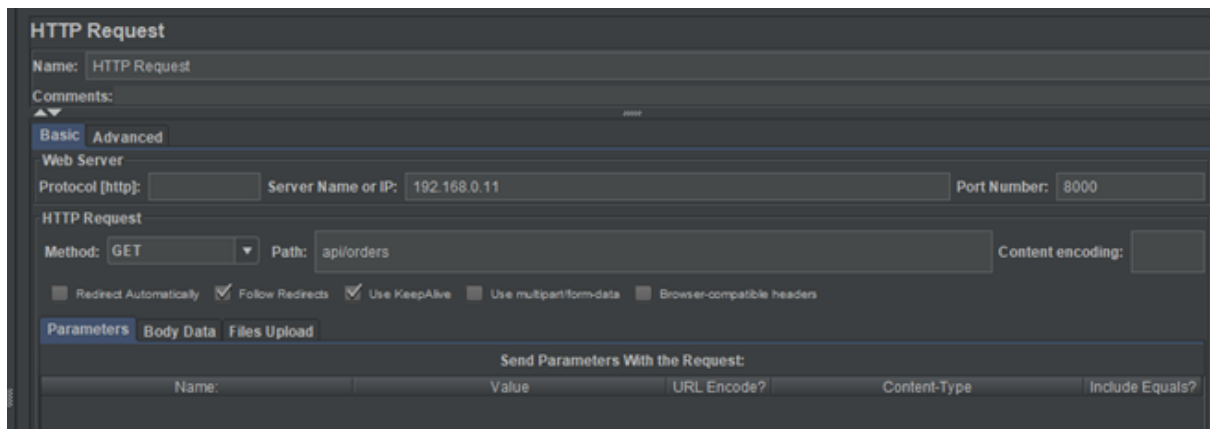 HTTP Request
Name: HTTP Request
Comments:
Basic Advanced
Web Server
Protocol [http]: Server Name or IP: 192.168.0.11 Port Number: 8000
HTTP Request
Method: GET Path: api/orders Content encoding:
Redirect Automatically Follow Redirects Use KeepAlive Use multipart/form-data Browser-compatible headers
Parameters Body Data Files Upload
Send Parameters With the Request:
Name: Value URL Encode? Content-Type Include Equals?